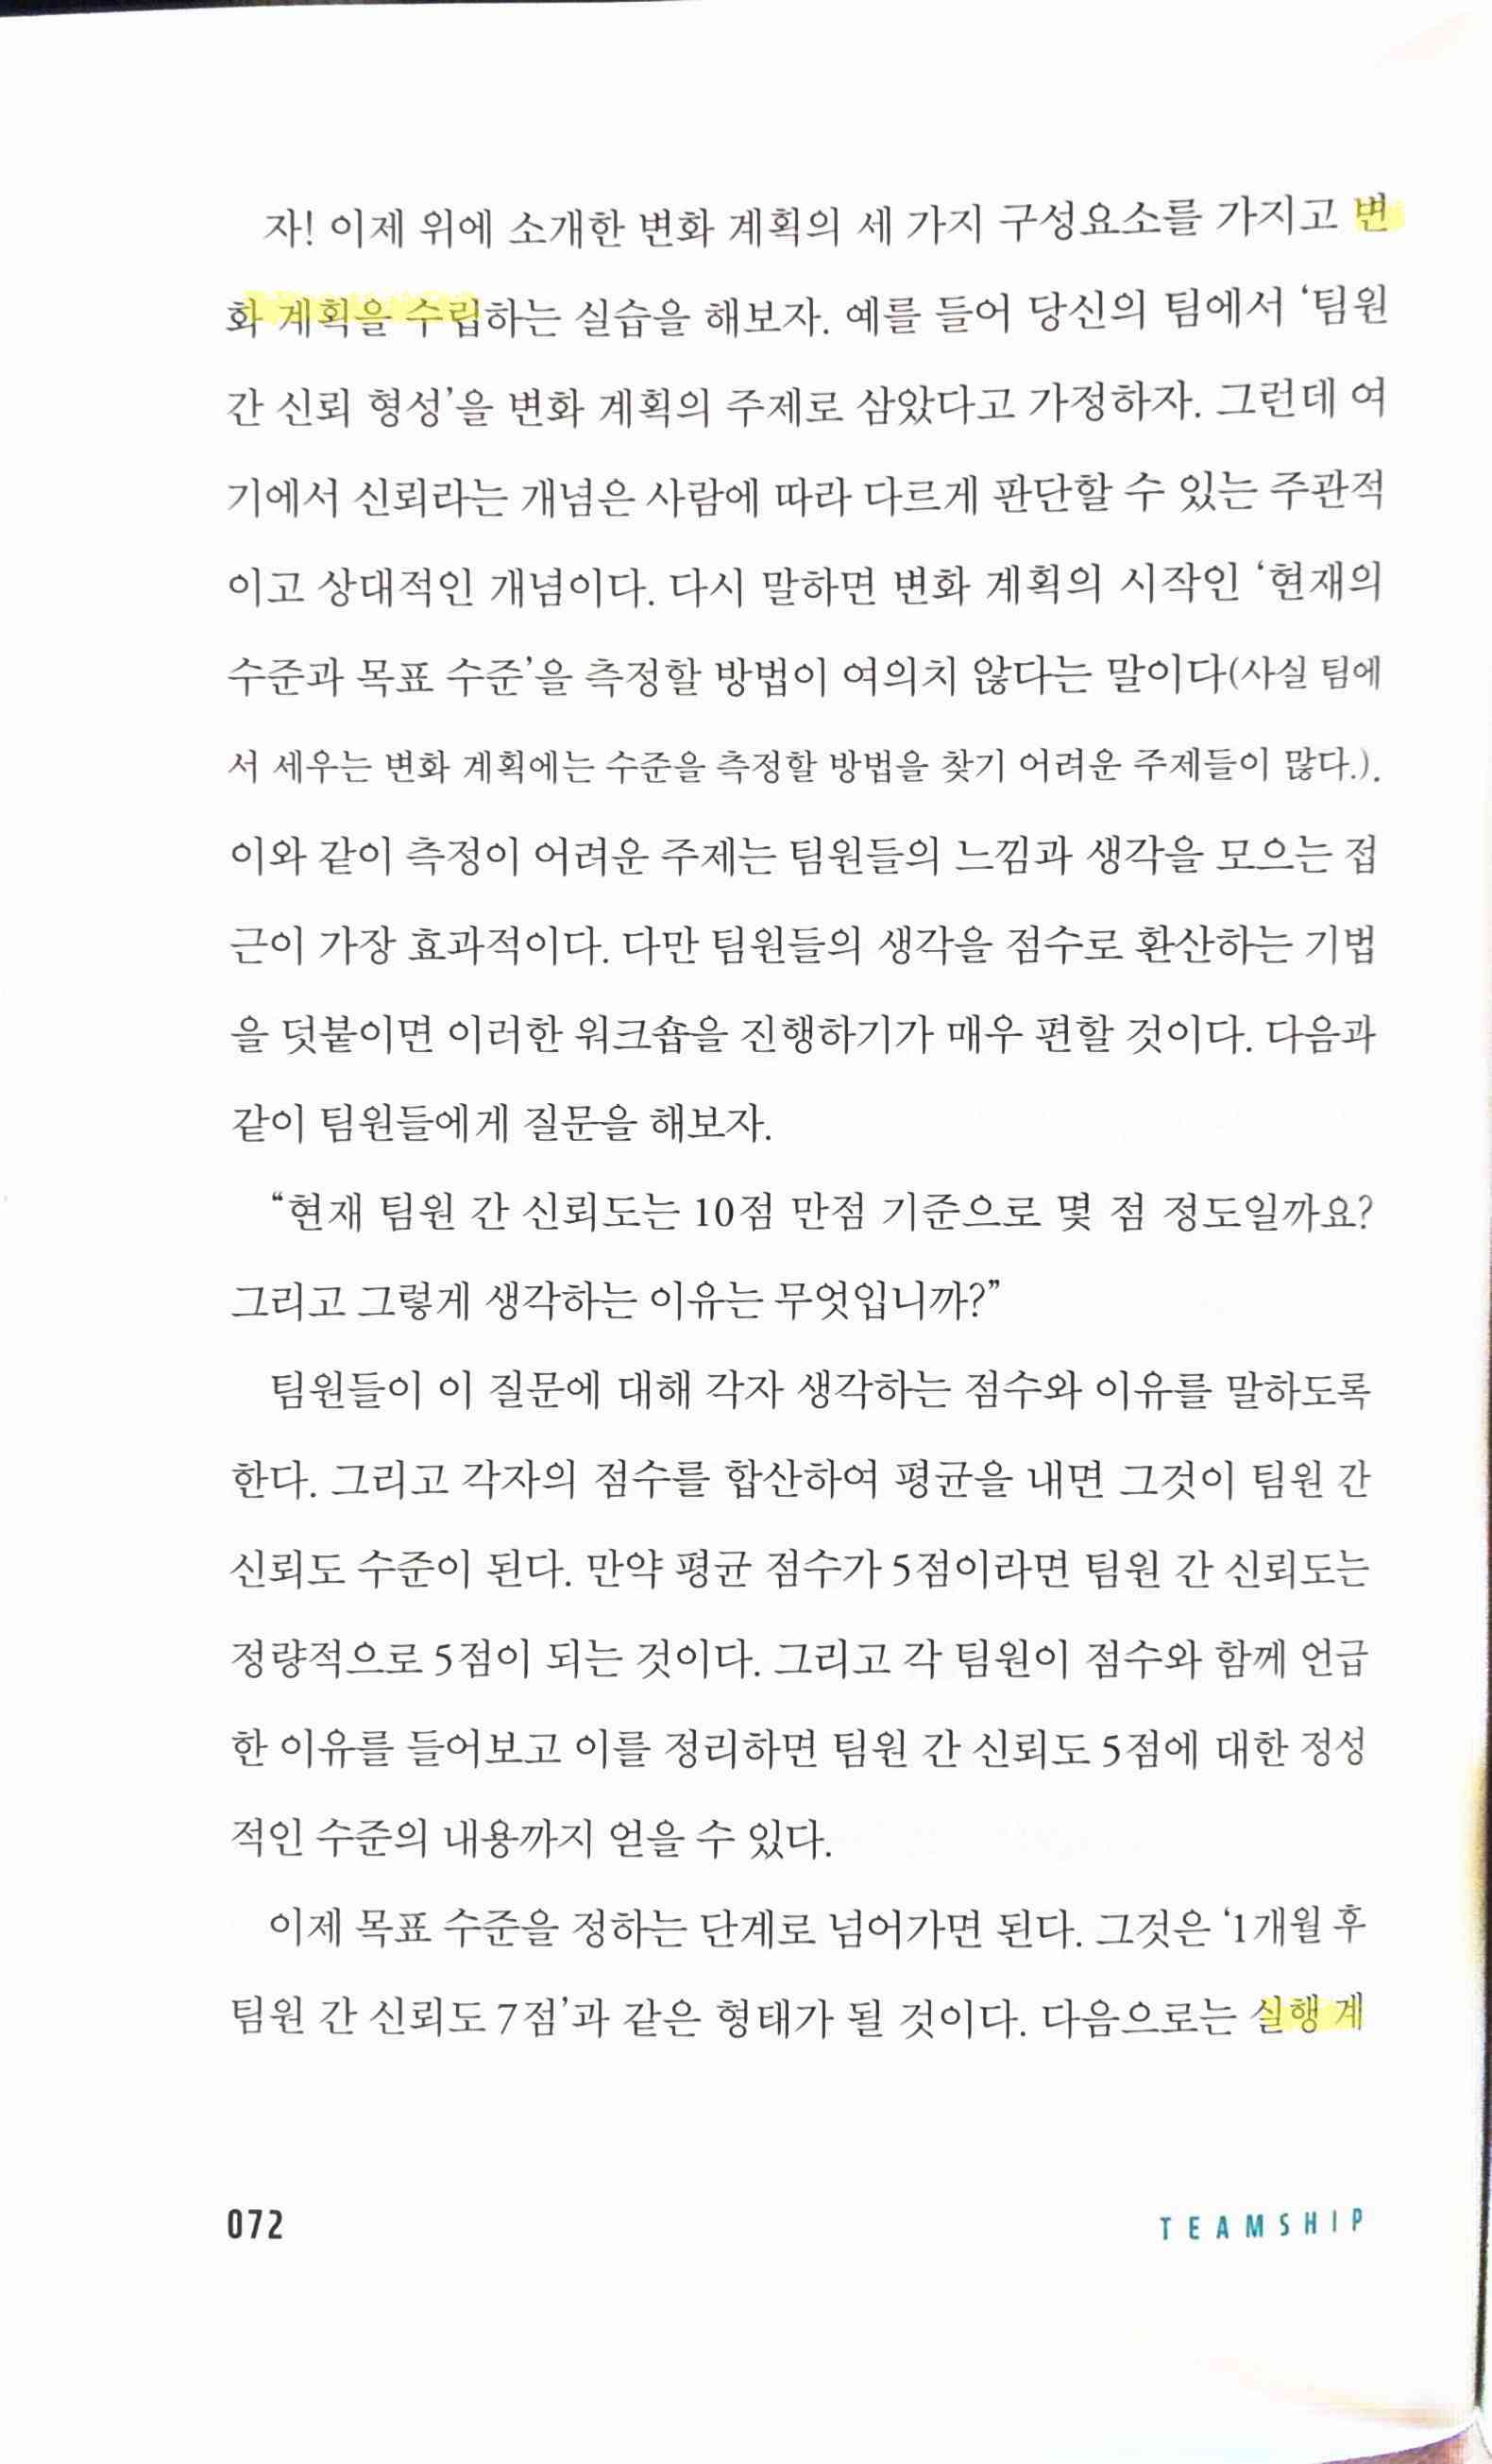 자! 이제 위에 소개한 변화 계획의 세 가지 구성요소를 가지고 변
화 계획을 수립하는 실습을 해보자. 예를 들어 당신의 팀에서 ‘팀원
간 신뢰 형성’을 변화 계획의 주제로 삼았다고 가정하자. 그런데 여
기에서 신뢰라는 개념은 사람에 따라 다르게 판단할 수 있는 주관적
이고 상대적인 개념이다. 다시 말하면 변화 계획의 시작인 ‘현재의
수준과 목표 수준’을 측정할 방법이 여의치 않다는 말이다(사실 팀에
서 세우는 변화 계획에는 수준을 측정할 방법을 찾기 어려운 주제들이 많다.).
이와 같이 측정이 어려운 주제는 팀원들의 느낌과 생각을 모으는 접
근이 가장 효과적이다. 다만 팀원들의 생각을 점수로 환산하는 기법
을 덧붙이면 이러한 워크숍을 진행하기가 매우 편할 것이다. 다음과
같이 팀원들에게 질문을 해보자.
“현재 팀원 간 신뢰도는 10점 만점 기준으로 몇 점 정도일까요?
그리고 그렇게 생각하는 이유는 무엇입니까?”
팀원들이 이 질문에 대해 각자 생각하는 점수와 이유를 말하도록
한다. 그리고 각자의 점수를 합산하여 평균을 내면 그것이 팀원 간
신뢰도 수준이 된다. 만약 평균 점수가 5점이라면 팀원 간 신뢰도는
정량적으로 5점이 되는 것이다. 그리고 각 팀원이 점수와 함께 언급
한 이유를 들어보고 이를 정리하면 팀원 간 신뢰도 5점에 대한 정성
적인 수준의 내용까지 얻을 수 있다.
이제 목표 수준을 정하는 단계로 넘어가면 된다. 그것은 ‘1개월 후
팀원 간 신뢰도 7점’과 같은 형태가 될 것이다. 다음으로는 실행 계
072
TEAMSHIP